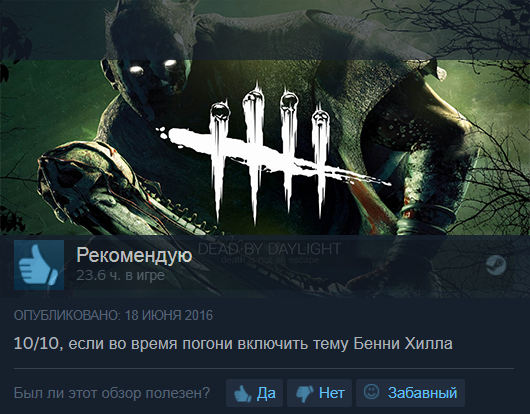 DEAD BY DAYLIGHT
Рекомендую
23.6 ч. в игре
ОПУБЛИКОВАНО: 18 ИЮНЯ 2016
10/10, если во время погони включить тему Бенни Хилла
Был ли этот обзор полезен? Да Нет Забавный